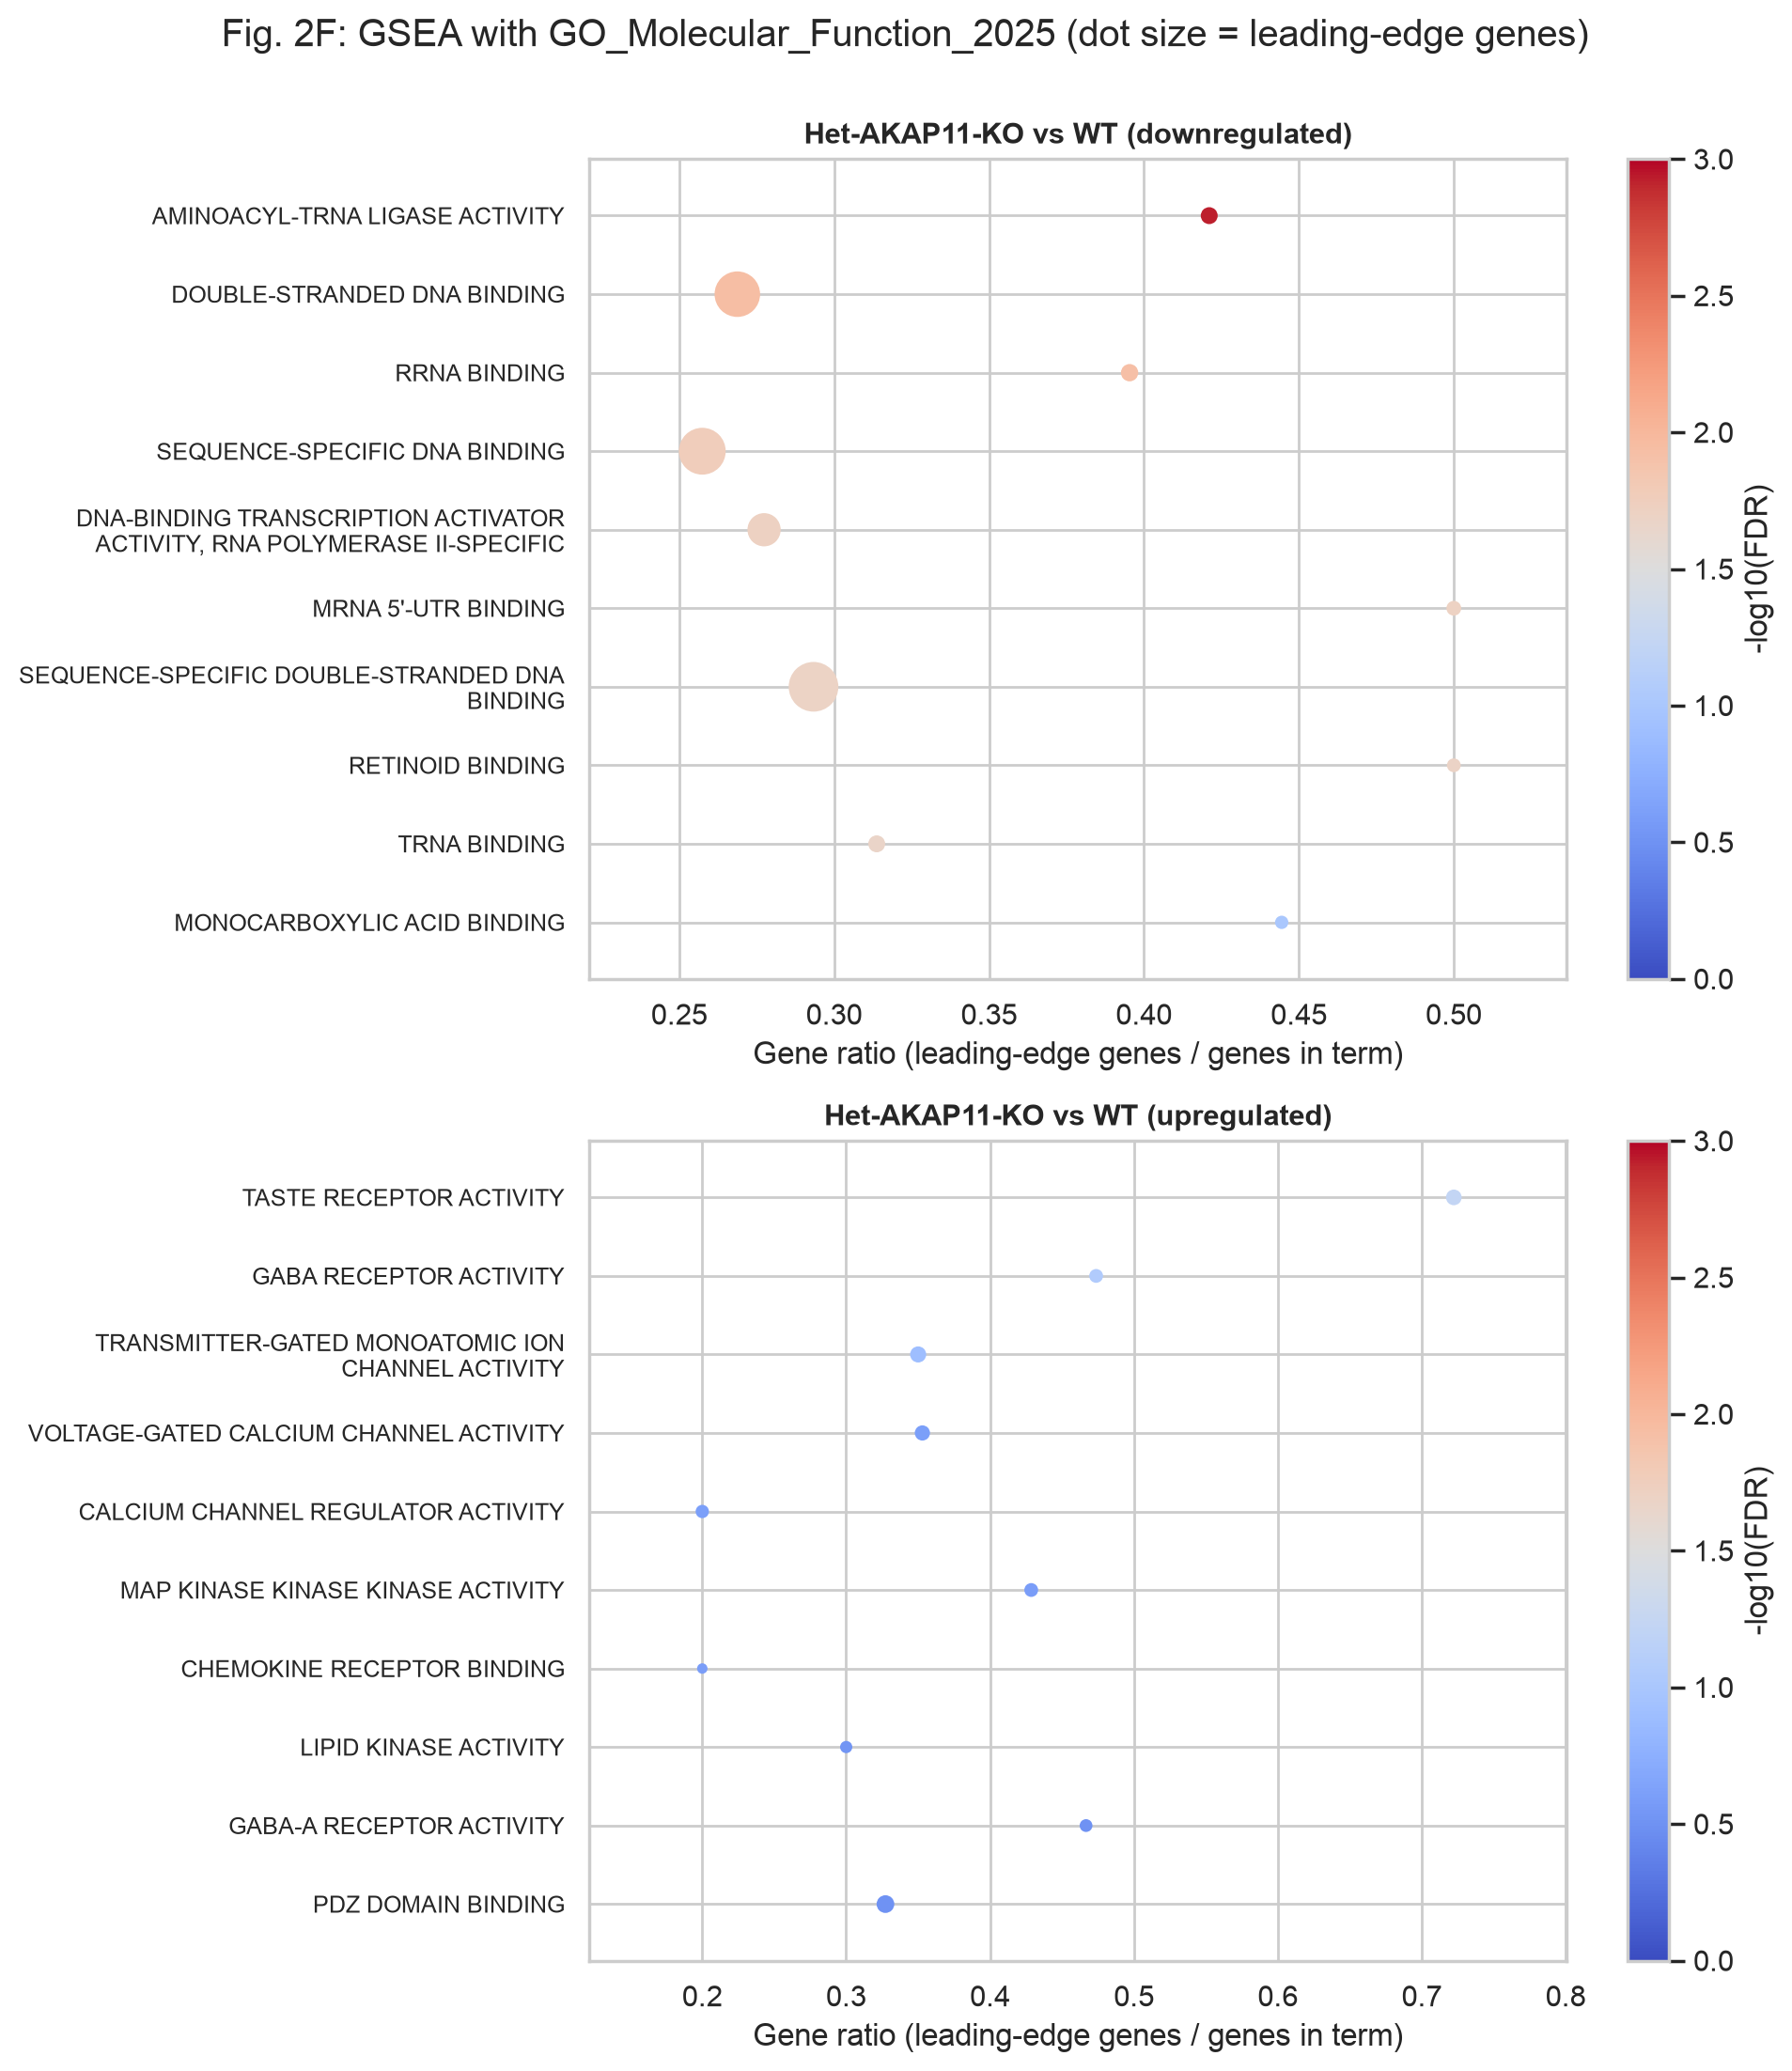 Fig. 2F: GSEA with GO_Molecular_Function_2025 (dot size = leading-edge genes)
Het-AKAP11-KO vs WT (downregulated)
AMINOACYL-TRNA LIGASE ACTIVITY
DOUBLE-STRANDED DNA BINDING
RRNA BINDING
SEQUENCE-SPECIFIC DNA BINDING
DNA-BINDING TRANSCRIPTION ACTIVATOR
ACTIVITY, RNA POLYMERASE II-SPECIFIC
MRNA 5'-UTR BINDING
SEQUENCE-SPECIFIC DOUBLE-STRANDED DNA
BINDING
RETINOID BINDING
TRNA BINDING
MONOCARBOXYLIC ACID BINDING
0.25 0.30 0.35 0.40 0.45 0.50
Gene ratio (leading-edge genes / genes in term)
3.0
2.5
2.0
1.5
1.0
0.5
0.0
-log10(FDR)
Het-AKAP11-KO vs WT (upregulated)
TASTE RECEPTOR ACTIVITY
GABA RECEPTOR ACTIVITY
TRANSMITTER-GATED MONOATOMIC ION
CHANNEL ACTIVITY
VOLTAGE-GATED CALCIUM CHANNEL ACTIVITY
CALCIUM CHANNEL REGULATOR ACTIVITY
MAP KINASE KINASE KINASE ACTIVITY
CHEMOKINE RECEPTOR BINDING
LIPID KINASE ACTIVITY
GABA-A RECEPTOR ACTIVITY
PDZ DOMAIN BINDING
0.2 0.3 0.4 0.5 0.6 0.7 0.8
Gene ratio (leading-edge genes / genes in term)
3.0
2.5
2.0
1.5
1.0
0.5
0.0
-log10(FDR)